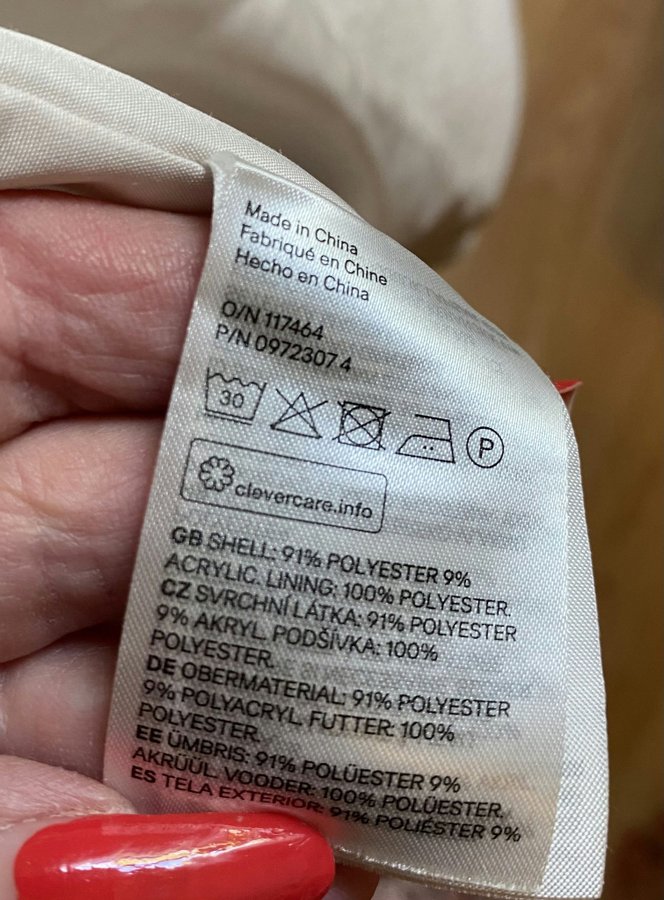 Made in China
Fabriqué en Chine
Hecho en China
O/N 117464
P/N 0972307 4
30
P
clevercare.info
GB SHELL: 91% POLYESTER 9%
ACRYLIC. LINING: 100% POLYESTER.
CZ SVRCHNÍ LÁTKA: 91% POLYESTER
9% AKRYL. PODŠÍVKA: 100%
POLYESTER.
DE OBERMATERIAL: 91% POLYESTER
9% POLYACRYL. FUTTER: 100%
POLYESTER.
EE ÜMBRIS: 91% POLÜESTER 9%
AKRÜÜL. VOODER: 100% POLÜESTER.
ES TELA EXTERIOR: 91% POLIÉSTER 9%